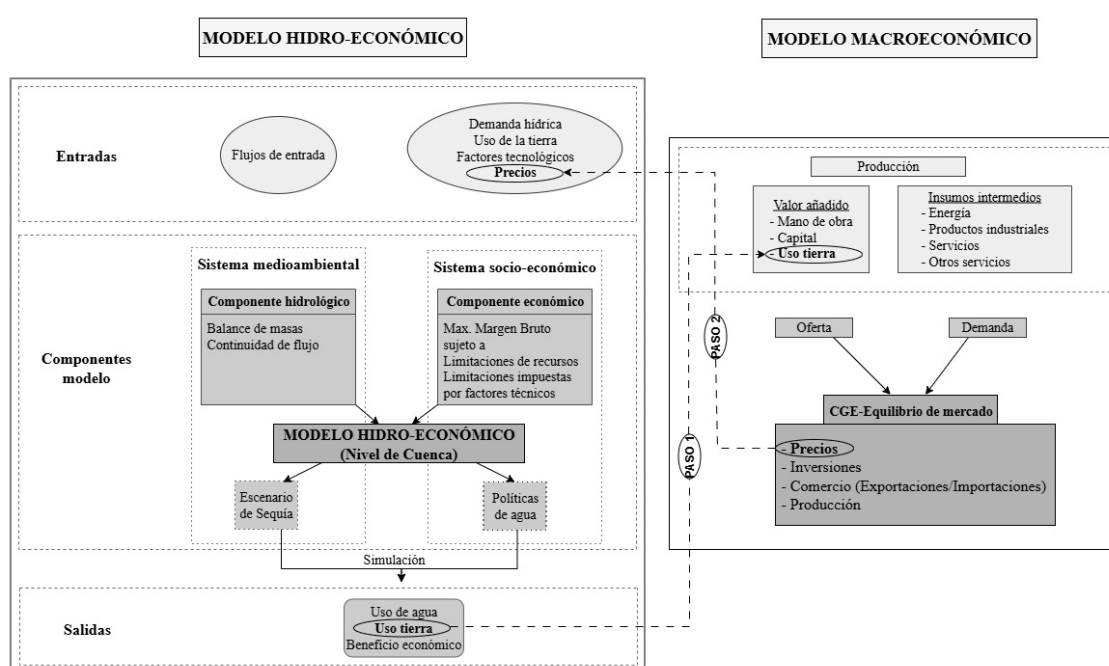 MODELO HIDRO-ECONÓMICO
MODELO MACROECONÓMICO
Entradas
Flujos de entrada
Demanda hídrica
Uso de la tierra
Factores tecnológicos
Precios
Componentes
modelo
Sistema medioambiental
Componente hidrológico
Balance de masas
Continuidad de flujo
Sistema socio-económico
Componente económico
Max. Margen Bruto
sujeto a
Limitaciones de recursos
Limitaciones impuestas
por factores técnicos
MODELO HIDRO-ECONÓMICO
(Nivel de Cuenca)
Escenario
de Sequía
Políticas
de agua
Simulación
Salidas
Uso de agua
Uso tierra
Beneficio económico
PASO 1
PASO 2
Producción
Valor añadido
- Mano de obra
- Capital
- Uso tierra
Insumos intermedios
- Energía
- Productos industriales
- Servicios
- Otros servicios
Oferta
Demanda
CGE-Equilibrio de mercado
- Precios
- Inversiones
- Comercio (Exportaciones/Importaciones)
- Producción